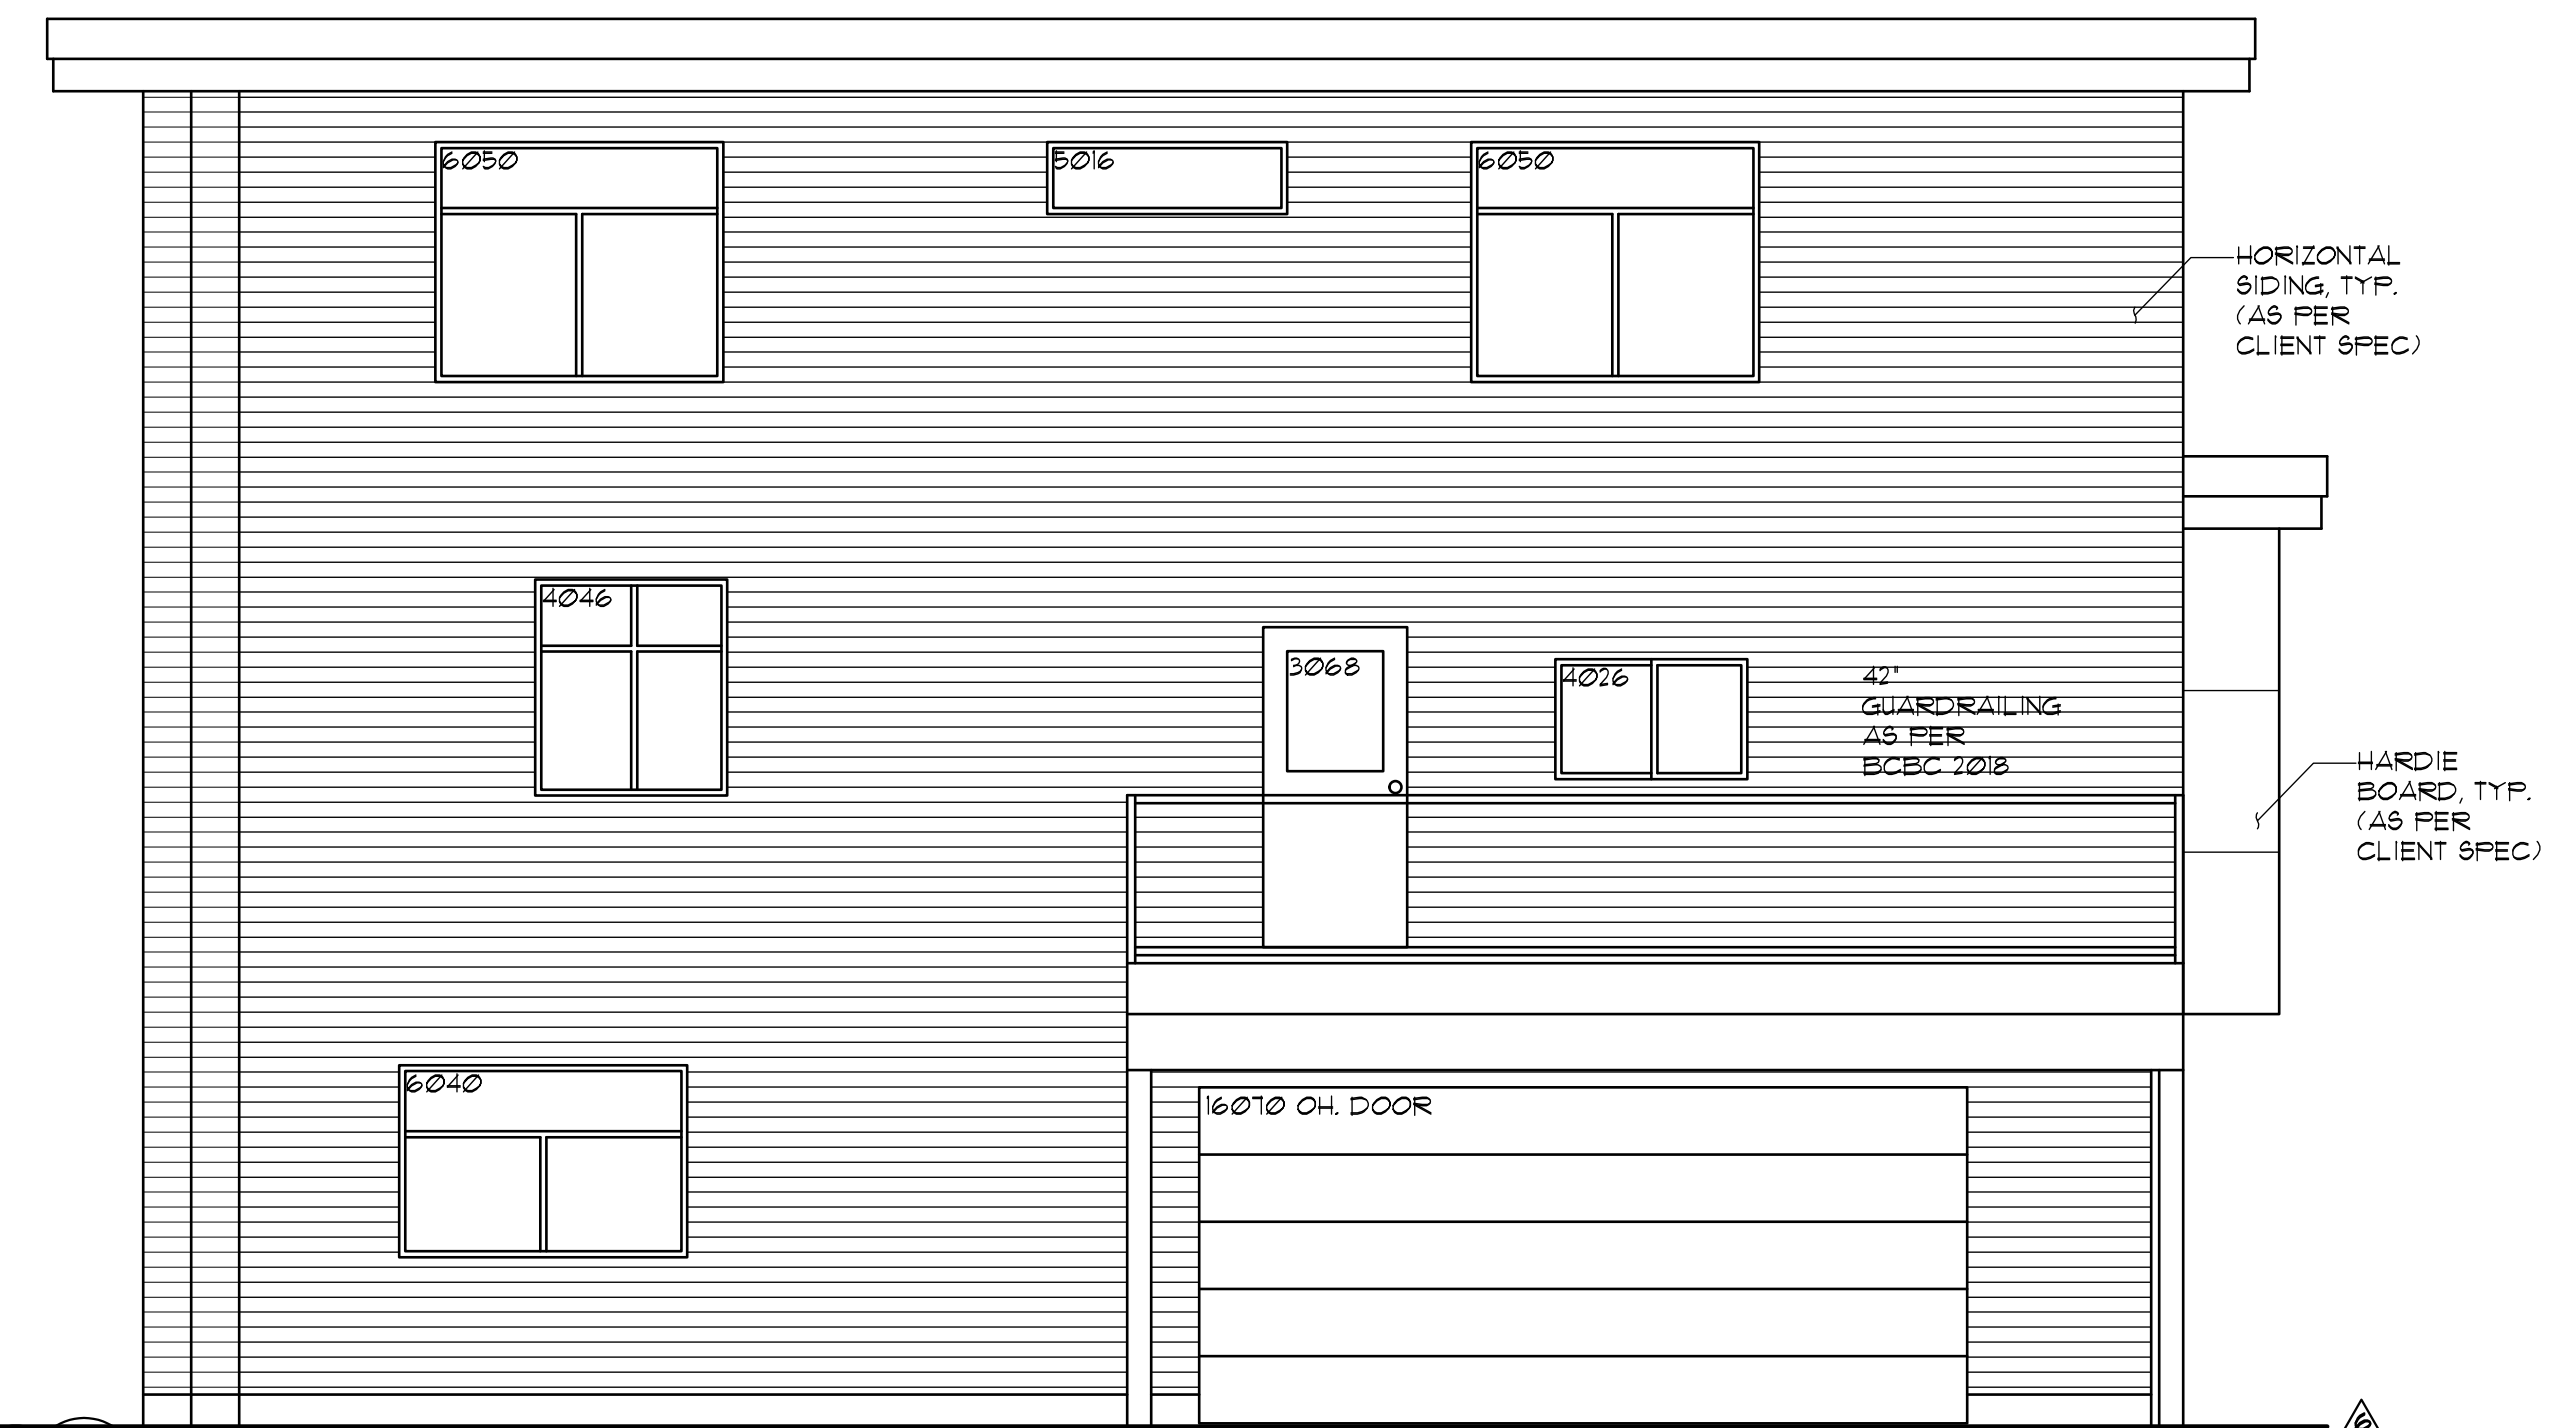 6050
5016
6050
HORIZONTAL
SIDING, TYP.
(AS PER
CLIENT SPEC)
4046
3068
4026
42"
GUARDRAILING
AS PER
BCBC 2018
HARDIE
BOARD, TYP.
(AS PER
CLIENT SPEC)
6040
16070 OH. DOOR